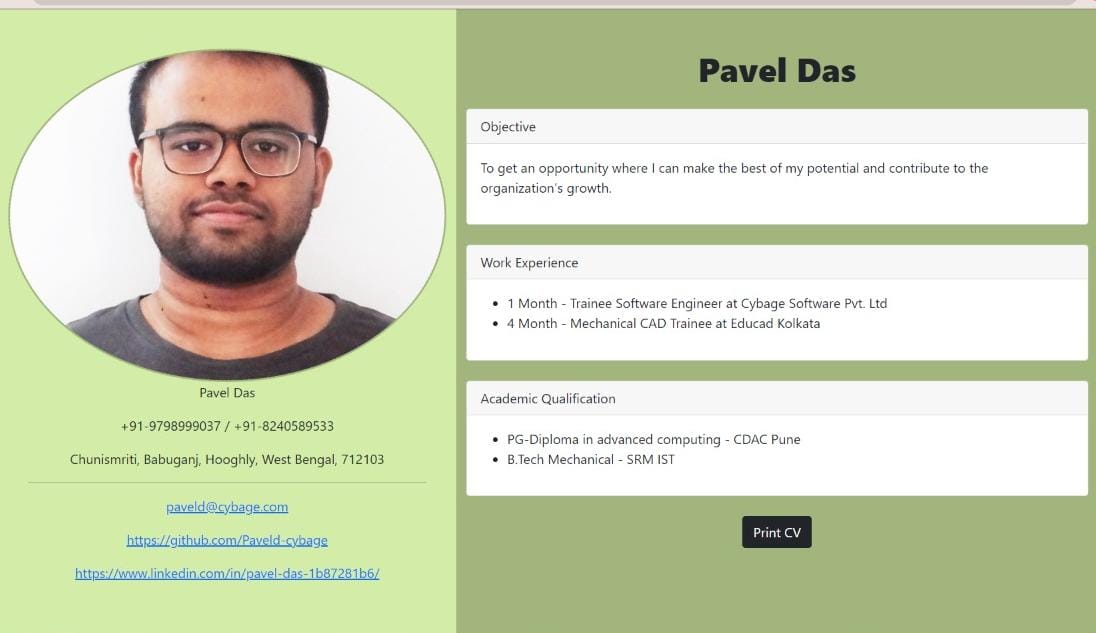 Pavel Das
+91-9798999037 / +91-8240589533
Chunismriti, Babuganj, Hooghly, West Bengal, 712103
paveld@cybage.com
https://github.com/Paveld-cybage
https://www.linkedin.com/in/pavel-das-1b87281b6/
Pavel Das
Objective
To get an opportunity where I can make the best of my potential and contribute to the
organization's growth.
Work Experience
• 1 Month - Trainee Software Engineer at Cybage Software Pvt. Ltd
• 4 Month - Mechanical CAD Trainee at Educad Kolkata
Academic Qualification
• PG-Diploma in advanced computing - CDAC Pune
• B.Tech Mechanical - SRM IST
Print CV